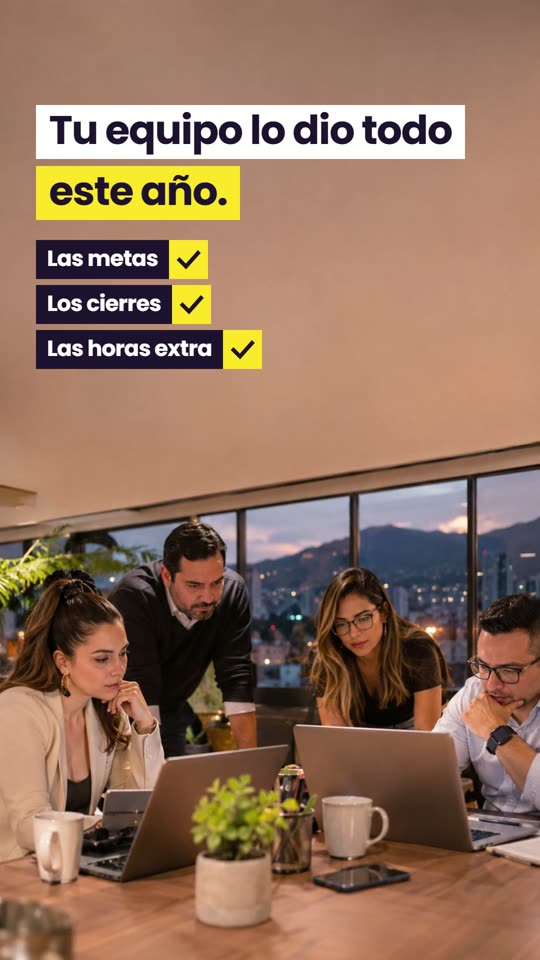 Tu equipo lo dio todo
este año.
Las metas
Los cierres
Las horas extra